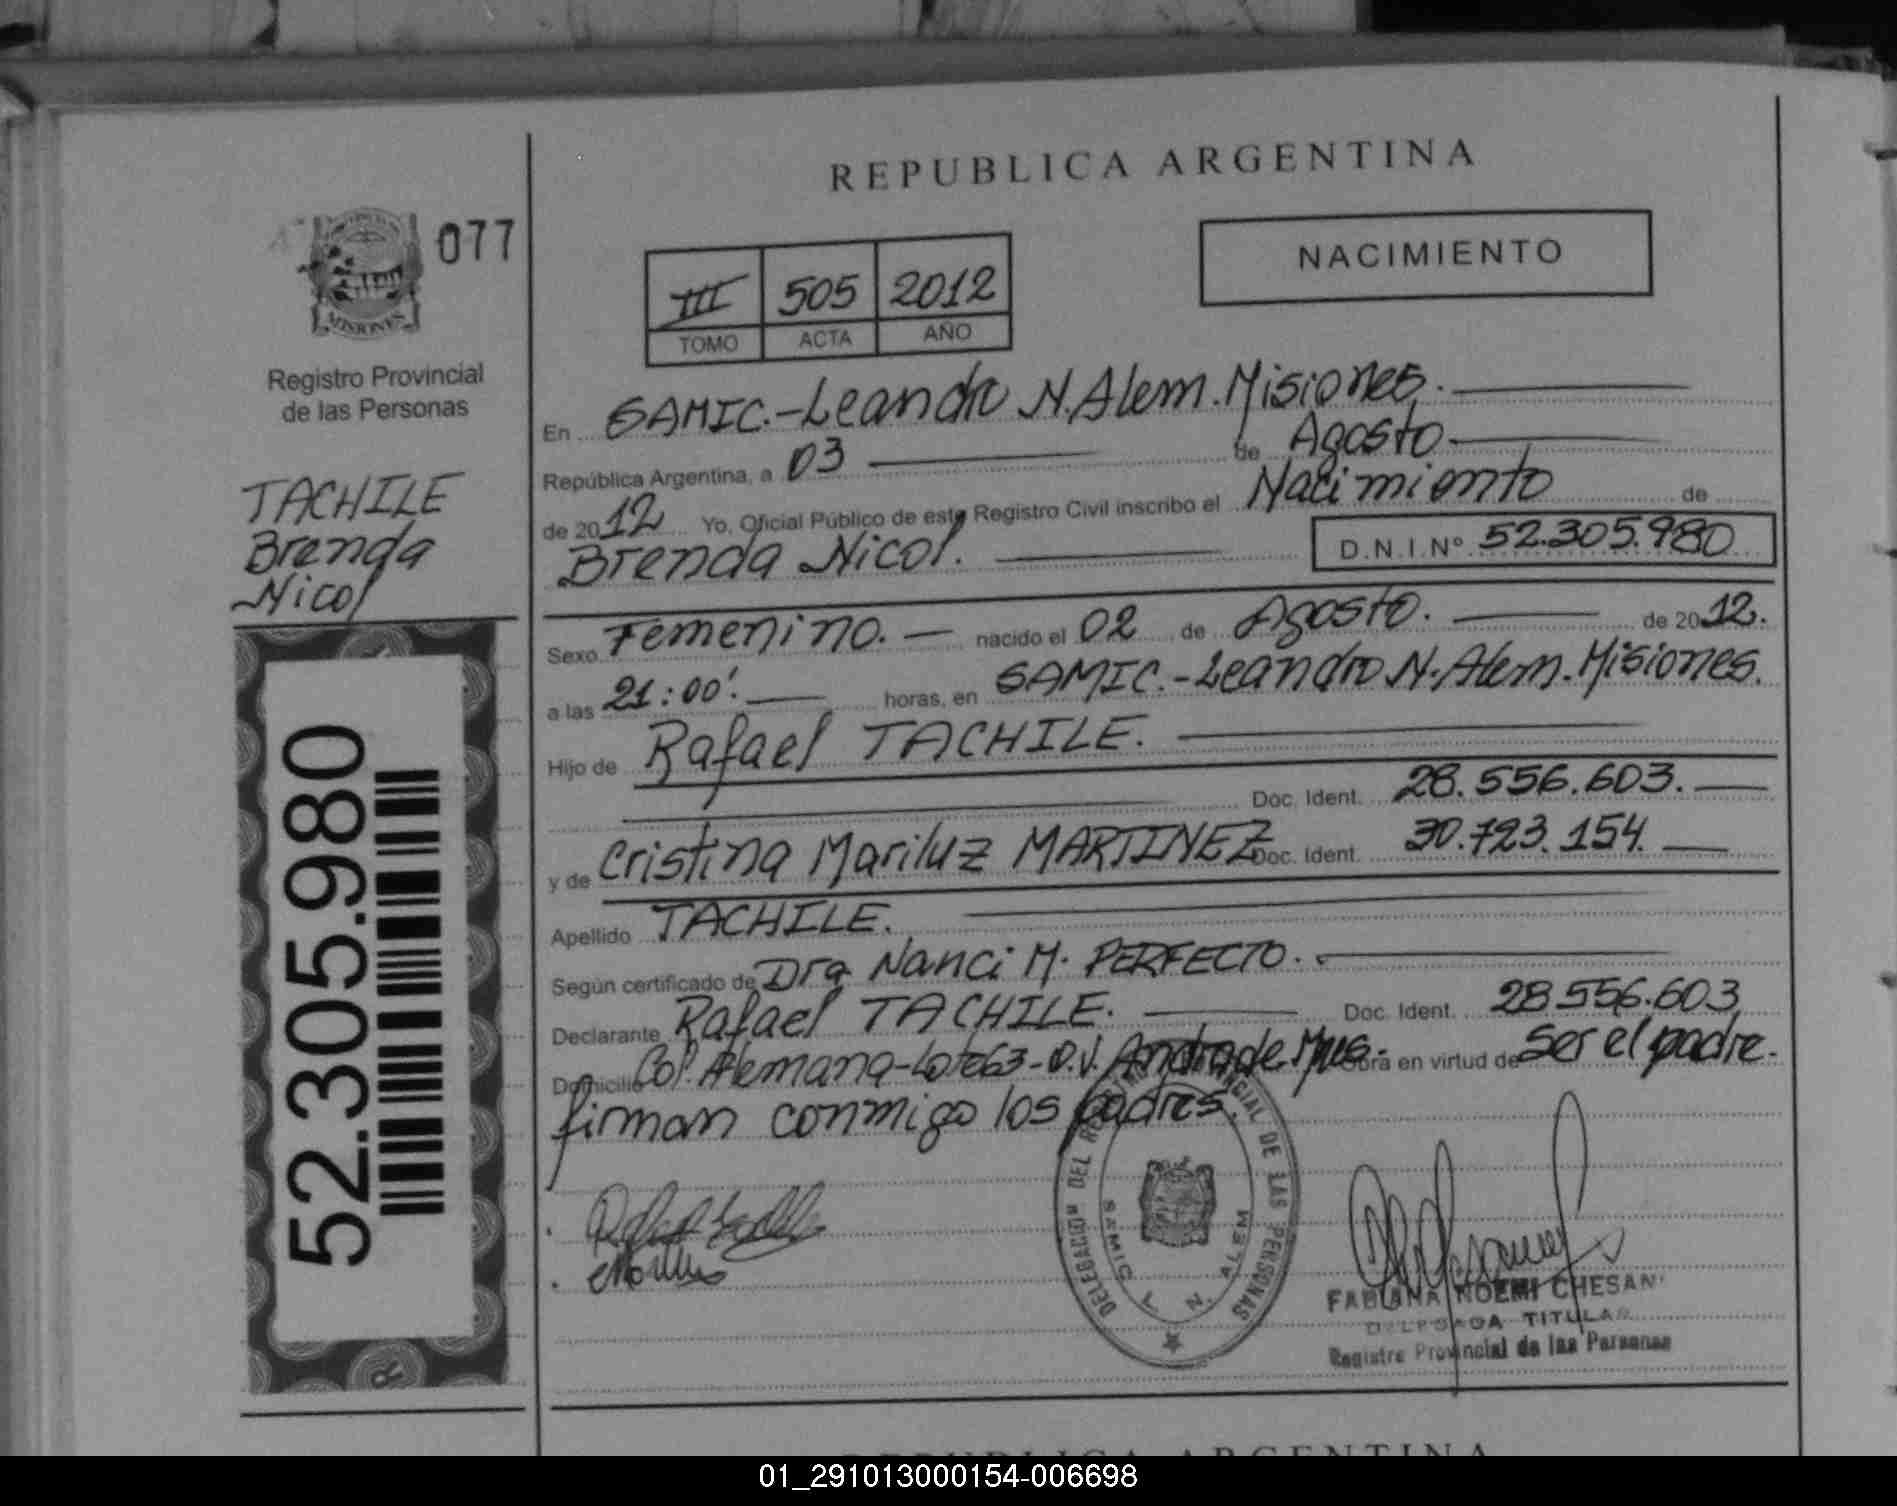 REPUBLICA ARGENTINA
077
MISIONES
Registro Provincial
de las Personas
TACHILE
Brenda
Nicol
52.305.980
R
III 505 2012
TOMO ACTA AÑO
NACIMIENTO
En SAMIC.-Leandro N. Alem. Misiones.
República Argentina, a 03 de Agosto
de 2012 Yo, Oficial Público de este Registro Civil inscribo el Nacimiento de
Brenda Nicol. D.N.I.Nº 52.305.980
Sexo Femenino. nacido el 02 de Agosto. de 2012.
a las 21:00'. horas, en SAMIC.-Leandro N. Alem. Misiones.
Hijo de Rafael TACHILE.
Doc. Ident. 28.556.603.
y de Cristina Mariluz MARTINEZ Doc. Ident. 30.723.154.
Apellido TACHILE.
Según certificado de Dra Nanci M. PERFECTO.
Declarante Rafael TACHILE. Doc. Ident. 28.556.603
Domicilio Col. Alemana-Lote63-O.V. Andrade Mnes. Obra en virtud de Ser el padre.
firman conmigo los padres.
DEL REGISTRO PROVINCIAL DE LAS PERSONAS
SAMIC L. N. ALEM
FABIANA NOEMI CHESANI
DELEGADA TITULAR
Registro Provincial de las Personas
REPUBLICA ARGENTINA
01_291013000154-006698